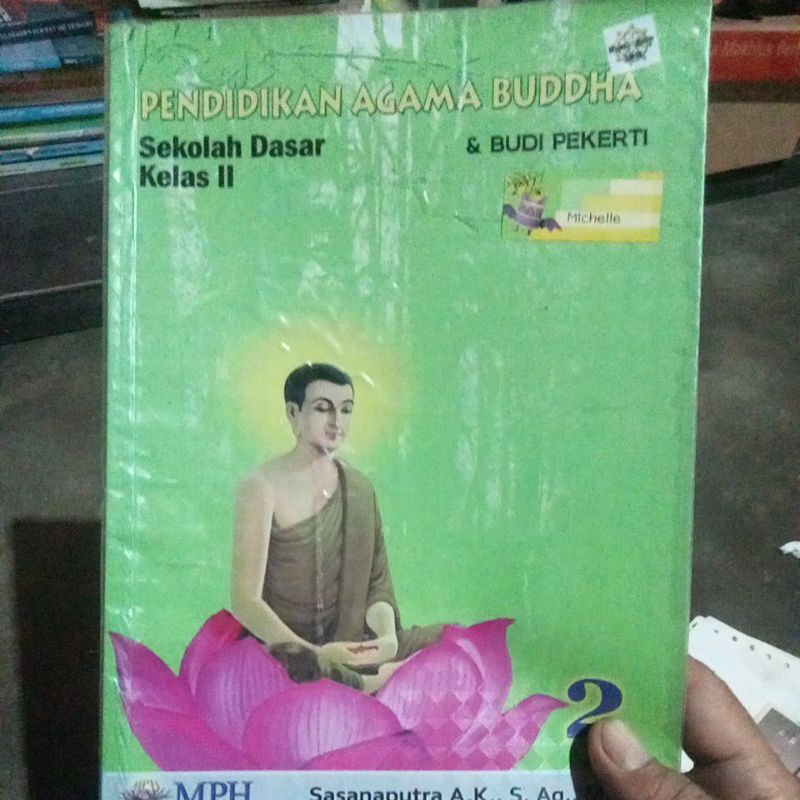 PENDIDIKAN AGAMA BUDDHA
& BUDI PEKERTI
Sekolah Dasar
Kelas II
Michelle
2
MPH
Sasanaputra A.K., S. Ag.,